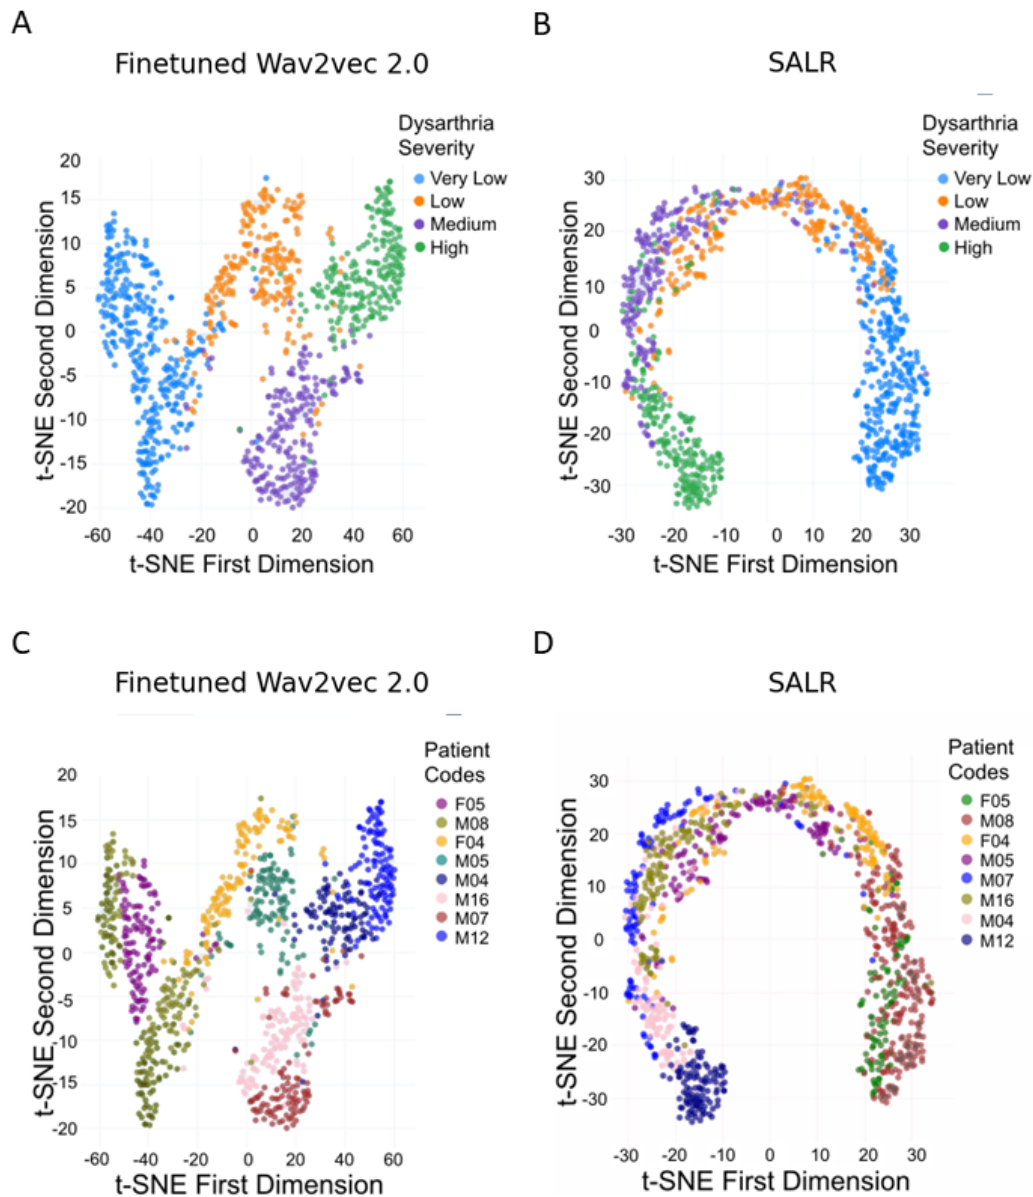 A
Finetuned Wav2vec 2.0
Dysarthria
Severity
Very Low
Low
Medium
High
t-SNE Second Dimension
20
15
10
5
0
-5
-10
-15
-20
-60
-40
-20
0
20
40
60
t-SNE First Dimension
B
SALR
Dysarthria
Severity
Very Low
Low
Medium
High
t-SNE Second Dimension
30
20
10
0
-10
-20
-30
-30
-20
-10
0
10
20
30
t-SNE First Dimension
C
Finetuned Wav2vec 2.0
Patient
Codes
F05
M08
F04
M05
M04
M16
M07
M12
t-SNE, Second Dimension
20
15
10
5
0
-5
-10
-15
-20
-60
-40
-20
0
20
40
60
t-SNE First Dimension
D
SALR
Patient
Codes
F05
M08
F04
M05
M07
M16
M04
M12
t-SNE Second Dimension
30
20
10
0
-10
-20
-30
-30
-20
-10
0
10
20
30
t-SNE First Dimension